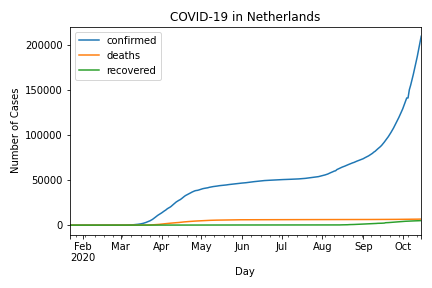 COVID-19 in Netherlands
confirmed
deaths
recovered
Number of Cases
200000
150000
100000
50000
0
Feb Mar Apr May Jun Jul Aug Sep Oct
2020
Day